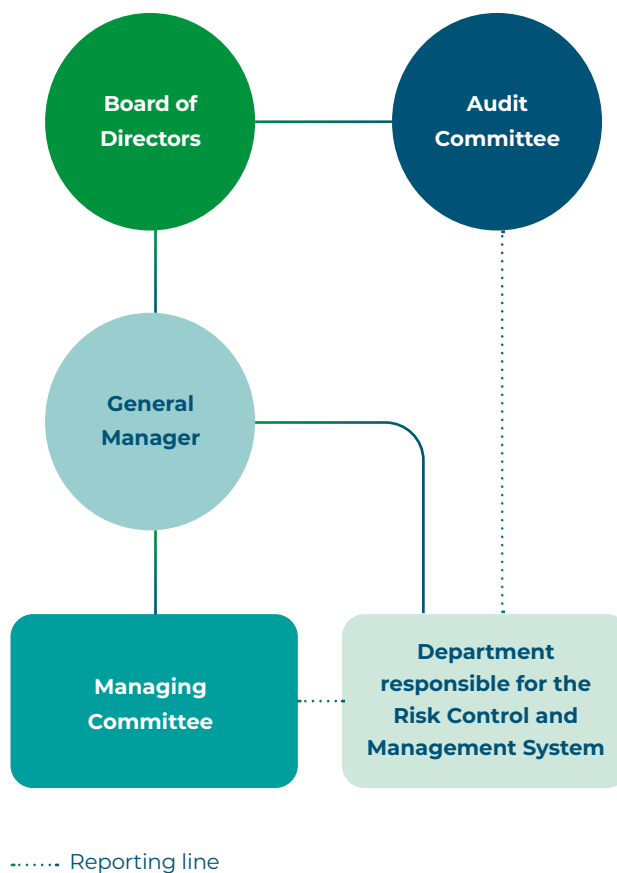 Board of
Directors
Audit
Committee
General
Manager
Managing
Committee
Department
responsible for the
Risk Control and
Management System
Reporting line